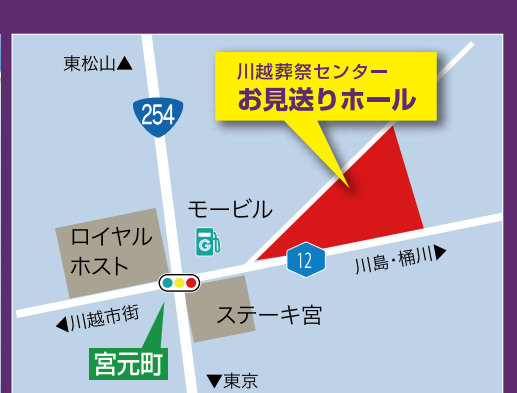 東松山▲
川越葬祭センター
お見送りホール
254
モービル
G
ロイヤル
ホスト
12
川島・桶川▶
◀川越市街
ステーキ宮
宮元町
▼東京